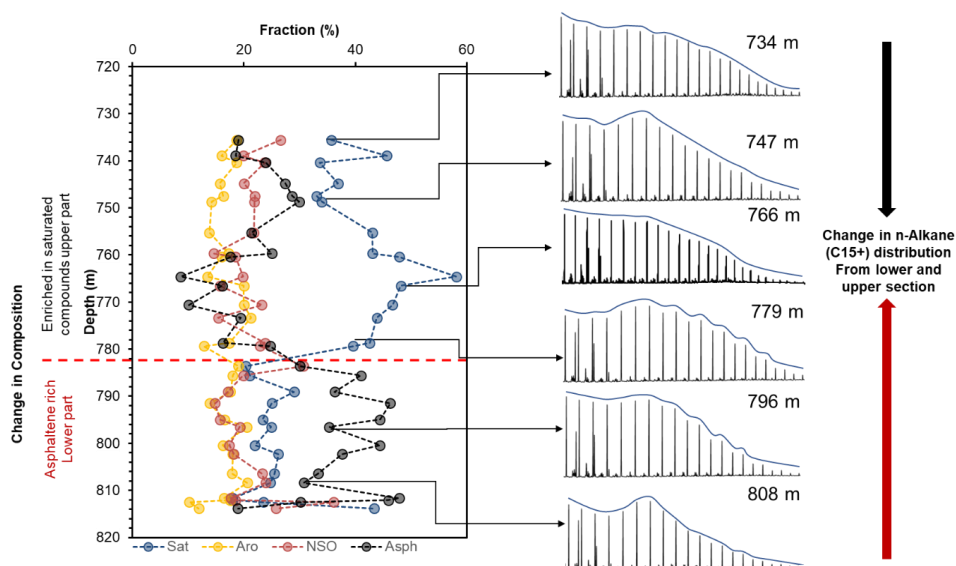 Fraction (%)
0 20 40 60
720
730
740
750
760
770
780
790
800
810
820
Depth (m)
Change in Composition
Enriched in saturated
compounds upper part
Asphaltene rich
Lower part
Sat Aro NSO Asph
734 m
747 m
766 m
779 m
796 m
808 m
Change in n-Alkane
(C15+) distribution
From lower and
upper section